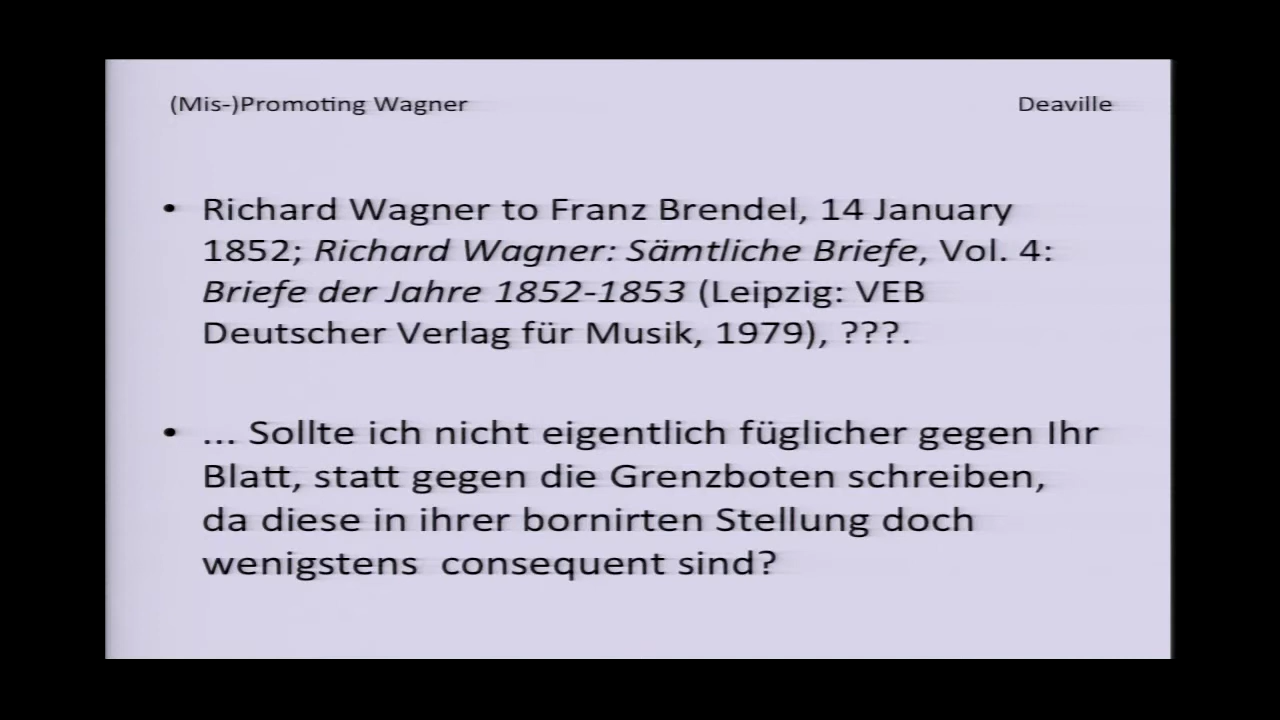 (Mis-)Promoting Wagner Deaville
• Richard Wagner to Franz Brendel, 14 January
1852; Richard Wagner: Sämtliche Briefe, Vol. 4:
Briefe der Jahre 1852-1853 (Leipzig: VEB
Deutscher Verlag für Musik, 1979), ???.
• ... Sollte ich nicht eigentlich füglicher gegen Ihr
Blatt, statt gegen die Grenzboten schreiben,
da diese in ihrer bornirten Stellung doch
wenigstens consequent sind?